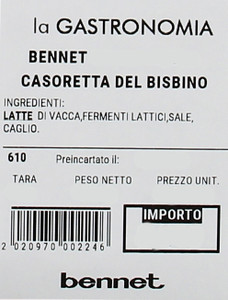 la GASTRONOMIA
BENNET
CASORETTA DEL BISBINO
INGREDIENTI:
LATTE DI VACCA,FERMENTI LATTICI,SALE,
CAGLIO.
610 Preincartato il:
TARA PESO NETTO PREZZO UNIT.
IMPORTO
2 020970 002246
bennet